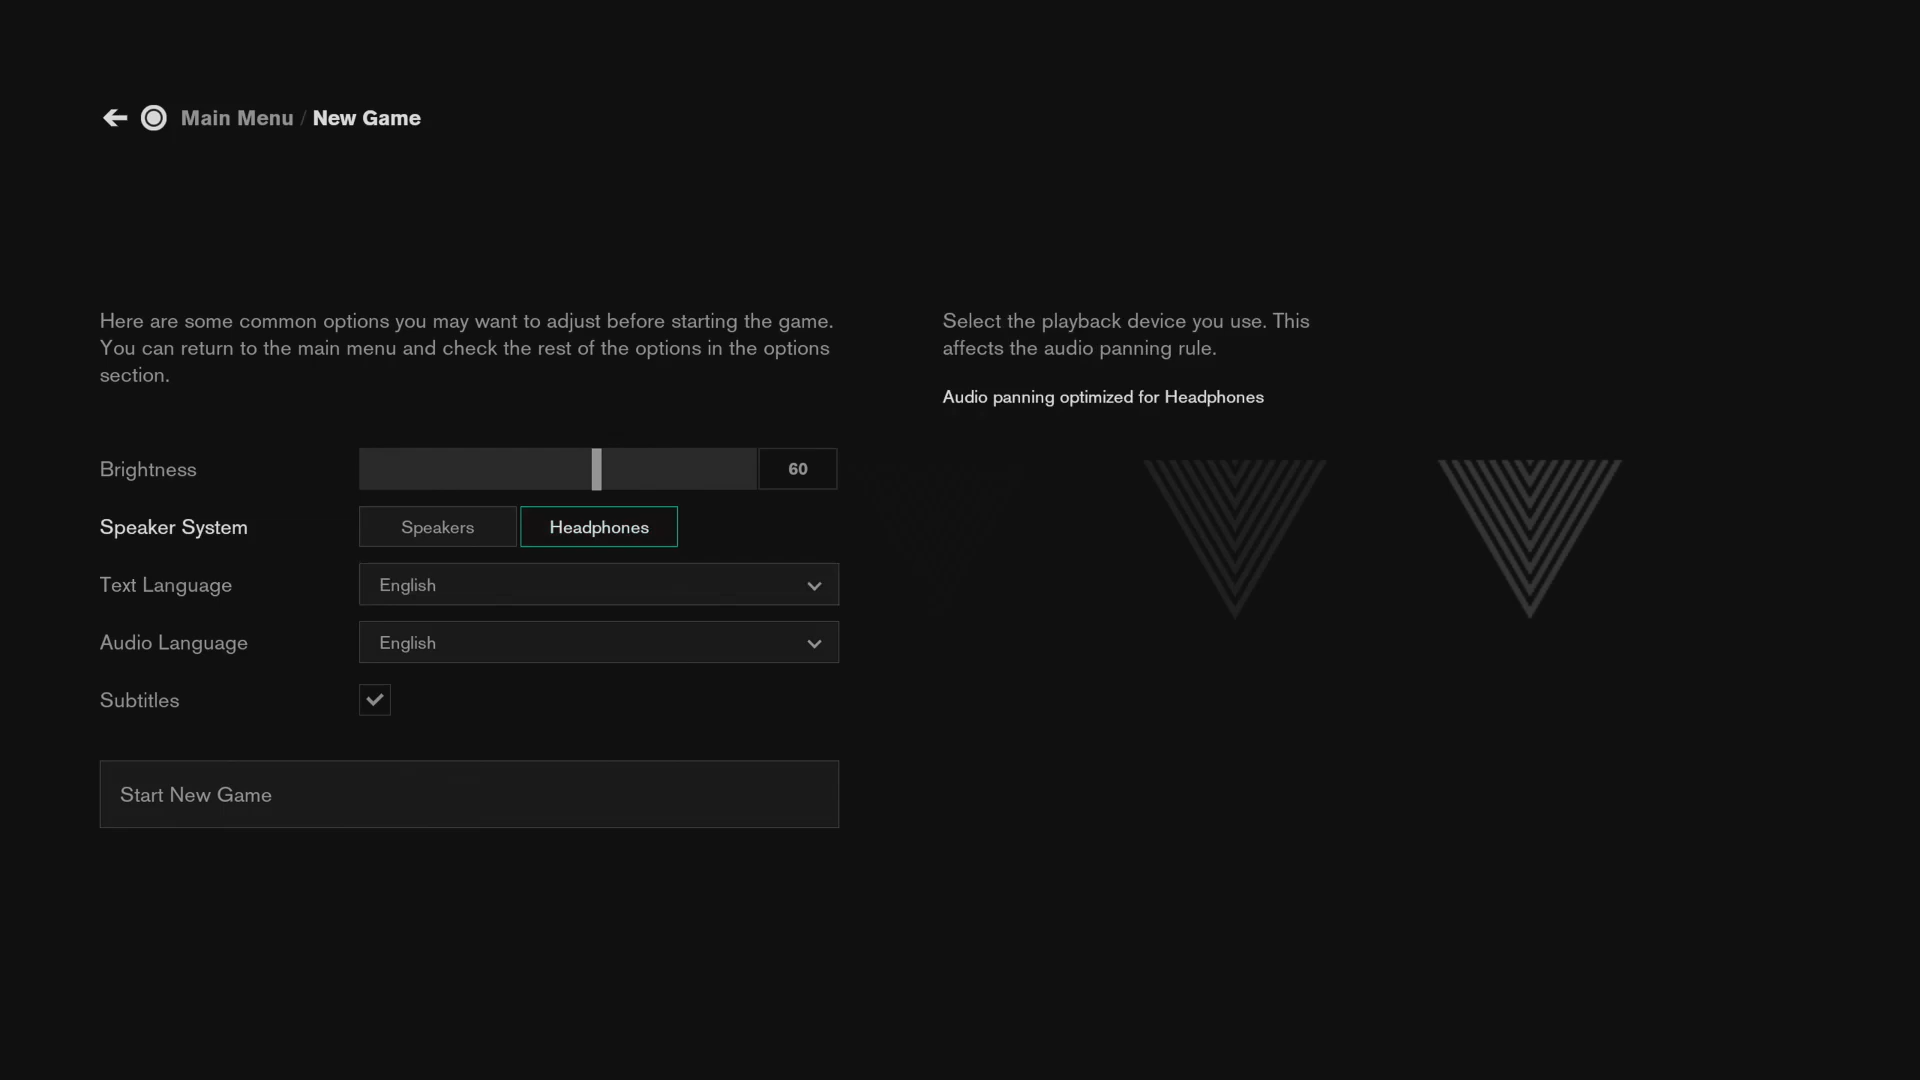 Main Menu / New Game
Here are some common options you may want to adjust before starting the game.
You can return to the main menu and check the rest of the options in the options
section.
Select the playback device you use. This
affects the audio panning rule.
Audio panning optimized for Headphones
Brightness 60
Speaker System Speakers Headphones
Text Language English
Audio Language English
Subtitles
Start New Game